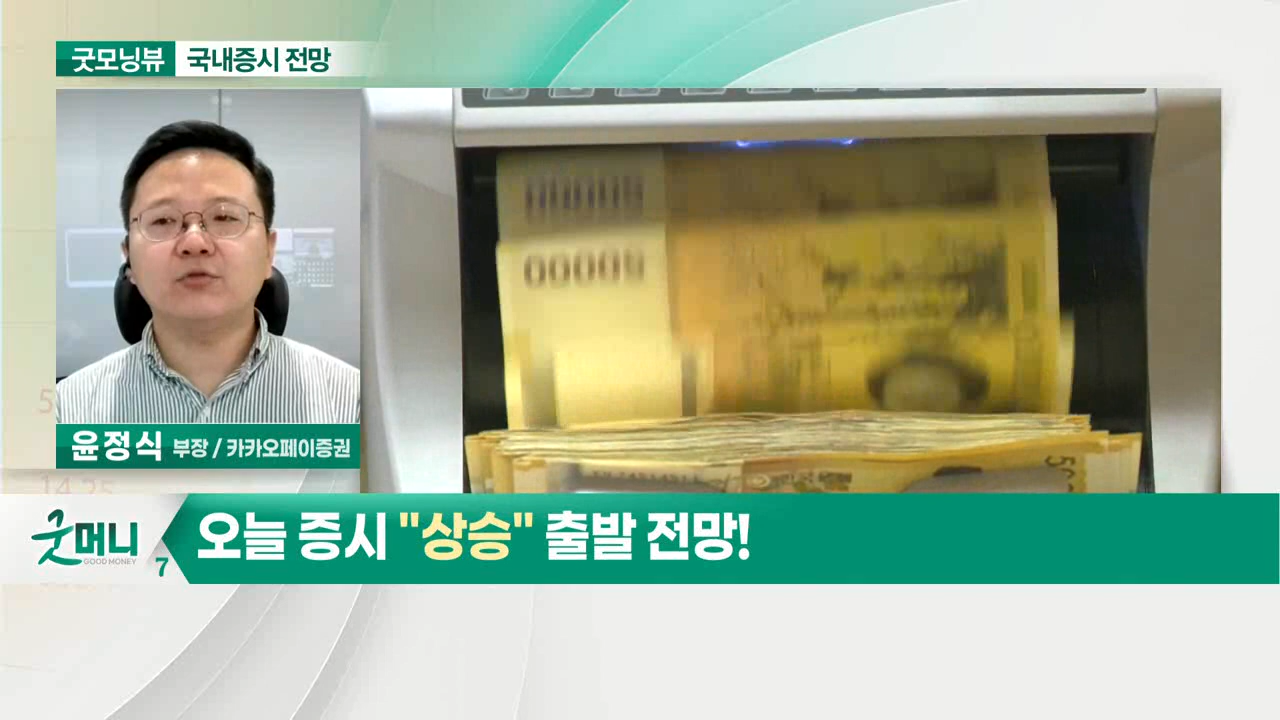 굿모닝뷰 국내증시 전망
윤정식 부장 / 카카오페이증권
굿머니 7
GOOD MONEY
오늘 증시 "상승" 출발 전망!
14.25